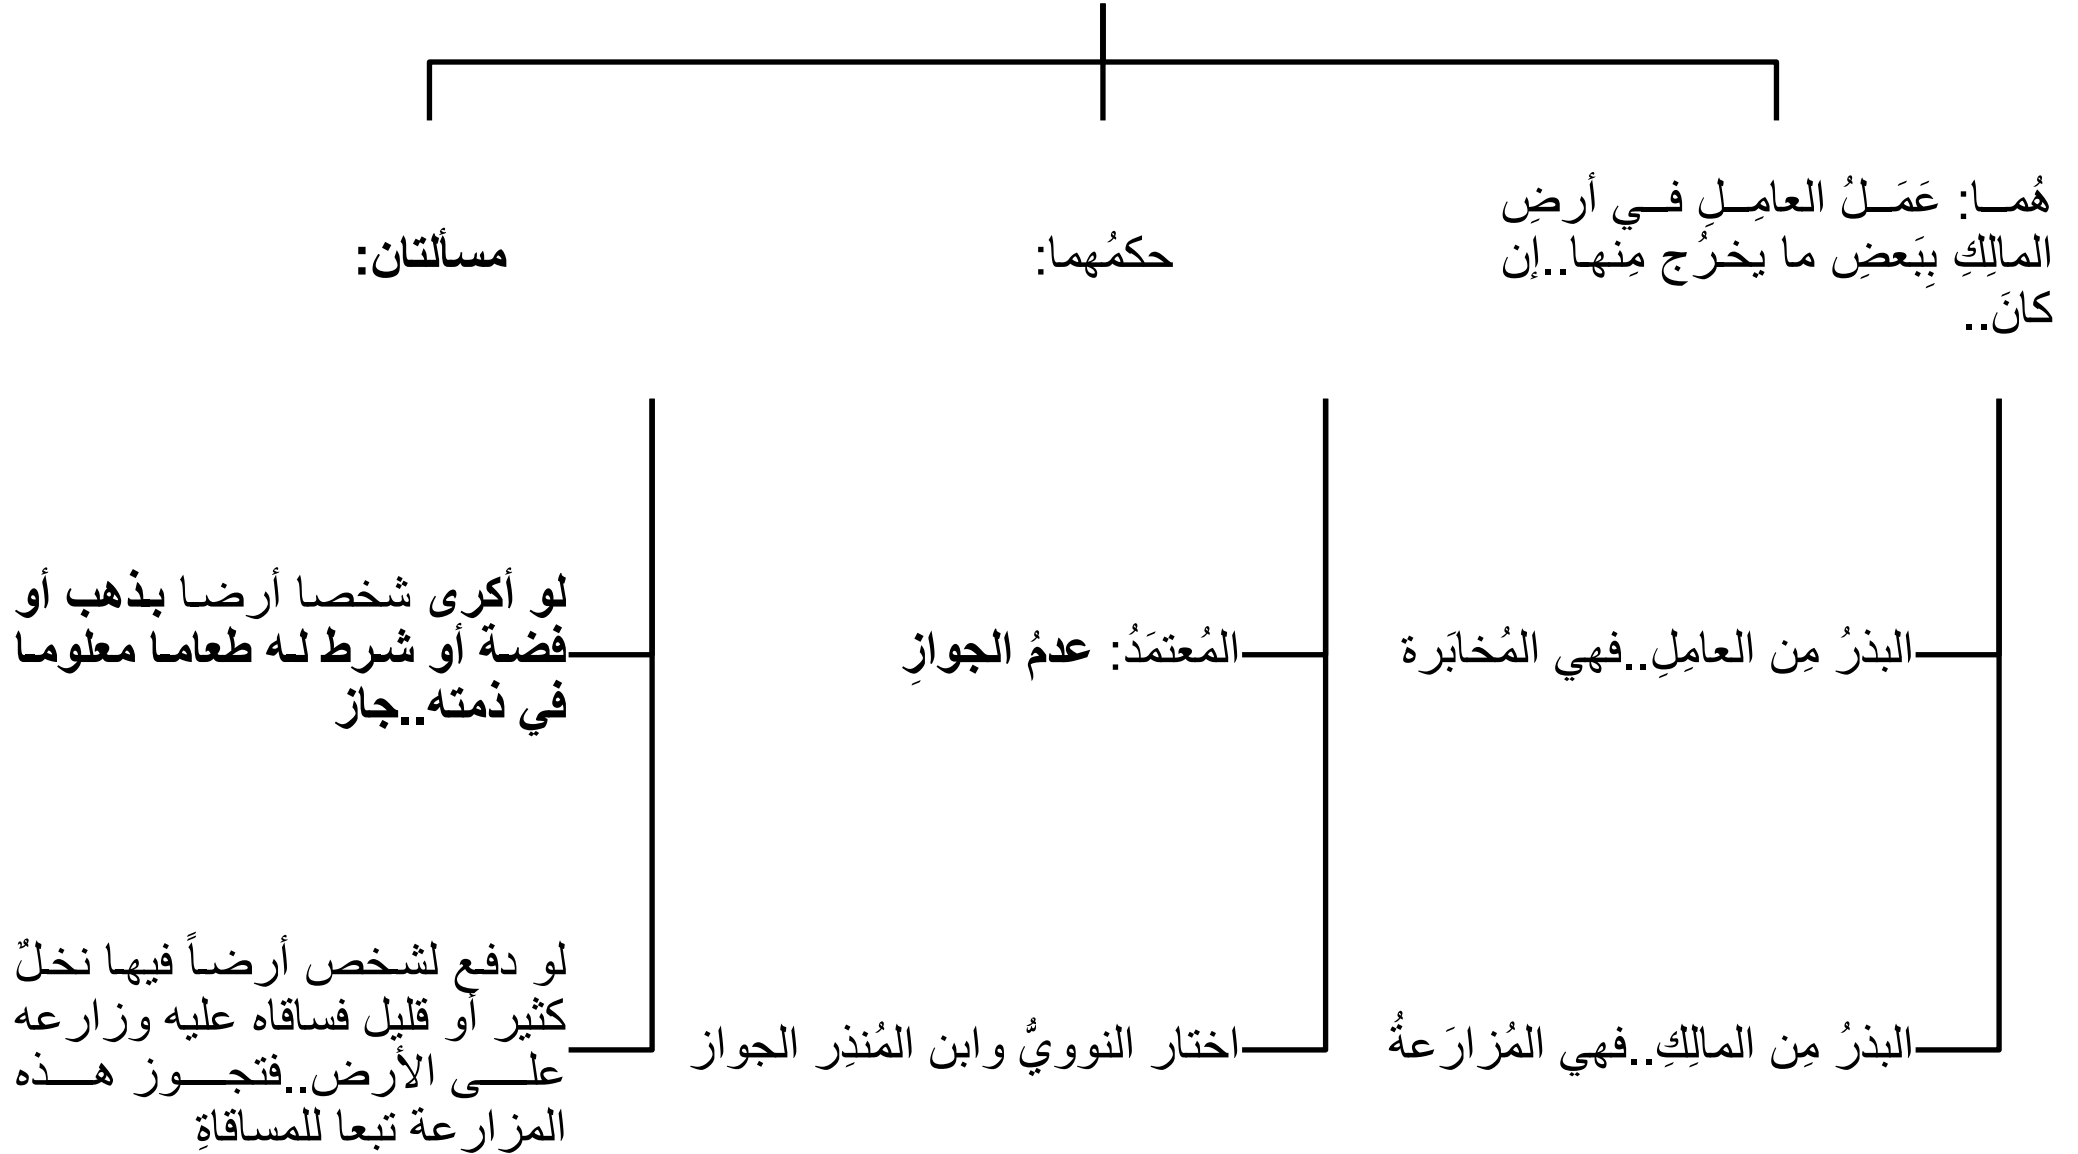 هُما: عَمَلُ العامِلِ في أرضِ
المالِكِ بِبَعضِ ما يخرُج مِنها..إن
كانَ..
البذرُ مِن العامِلِ..فهي المُخابَرة
البذرُ مِن المالِكِ..فهي المُزارَعةُ
حكمُهما:
المُعتمَدُ: عدمُ الجوازِ
اختار النوويُّ وابن المُنذِر الجواز
مسألتان:
لو أكرى شخصا أرضا بذهب أو
فضة أو شرط له طعاما معلوما
في ذمته..جاز
لو دفع لشخص أرضاً فيها نخلٌ
كثير أو قليل فساقاه عليه وزارعه
على الأرض..فتجوز هذه
المزارعة تبعا للمساقاةِ